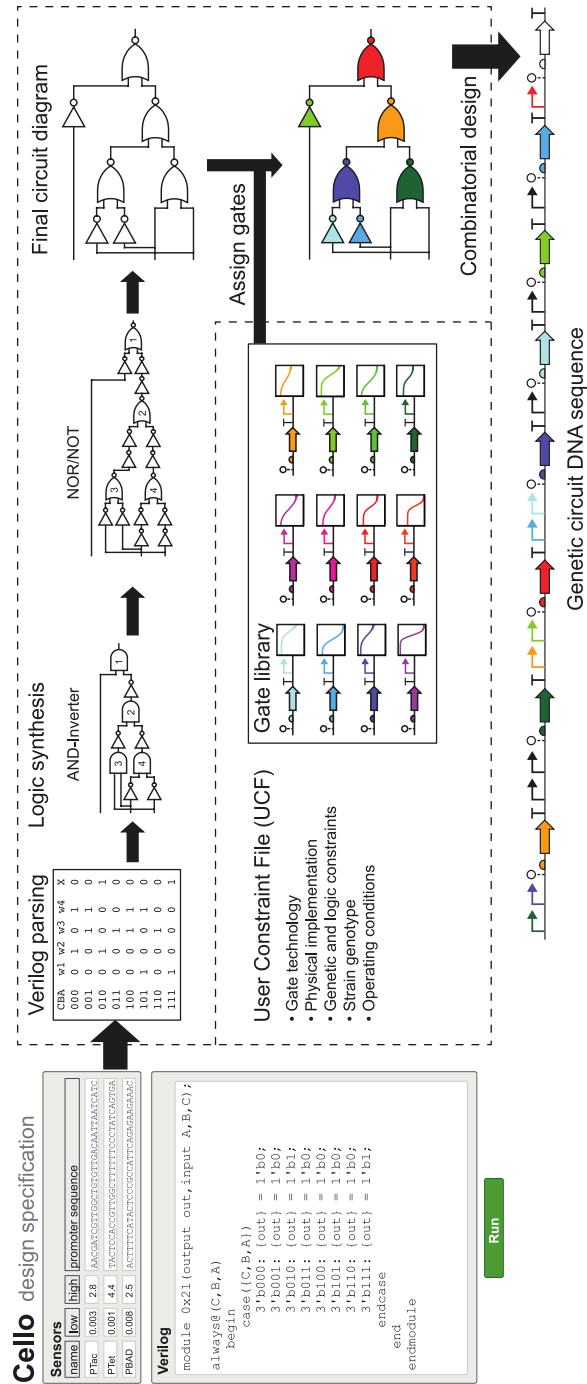 Cello design specification
Sensors
name low high promoter sequence
PTac 0.003 2.8 AACGATCGTTGGCTGTGTTGACAATTAATCATC
PTet 0.001 4.4 TACTCCACCGTTGGCTTTTTTCCCTATCAGTGA
PBAD 0.008 2.5 ACTTTTCATACTCCCGCCATTCAGAGAAGAAAC
Verilog
module 0x21(output out,input A,B,C);
always@(C,B,A)
begin
case({C,B,A})
3'b000: {out} = 1'b0;
3'b001: {out} = 1'b0;
3'b010: {out} = 1'b1;
3'b011: {out} = 1'b0;
3'b100: {out} = 1'b0;
3'b101: {out} = 1'b0;
3'b110: {out} = 1'b0;
3'b111: {out} = 1'b1;
endcase
end
endmodule
Run
Verilog parsing
CBA w1 w2 w3 w4 X
000 0 1 0 1 0
001 0 0 1 1 0
010 0 1 0 0 1
011 0 0 1 1 0
100 0 1 0 1 0
101 1 0 0 0 0
110 0 1 0 0 0
111 1 0 0 0 1
Logic synthesis
AND-Inverter
3 4 2 1
NOR/NOT
3 4 2 1
Final circuit diagram
Assign gates
User Constraint File (UCF)
• Gate technology
• Physical implementation
• Genetic and logic constraints
• Strain genotype
• Operating conditions
Gate library
Combinatorial design
Genetic circuit DNA sequence